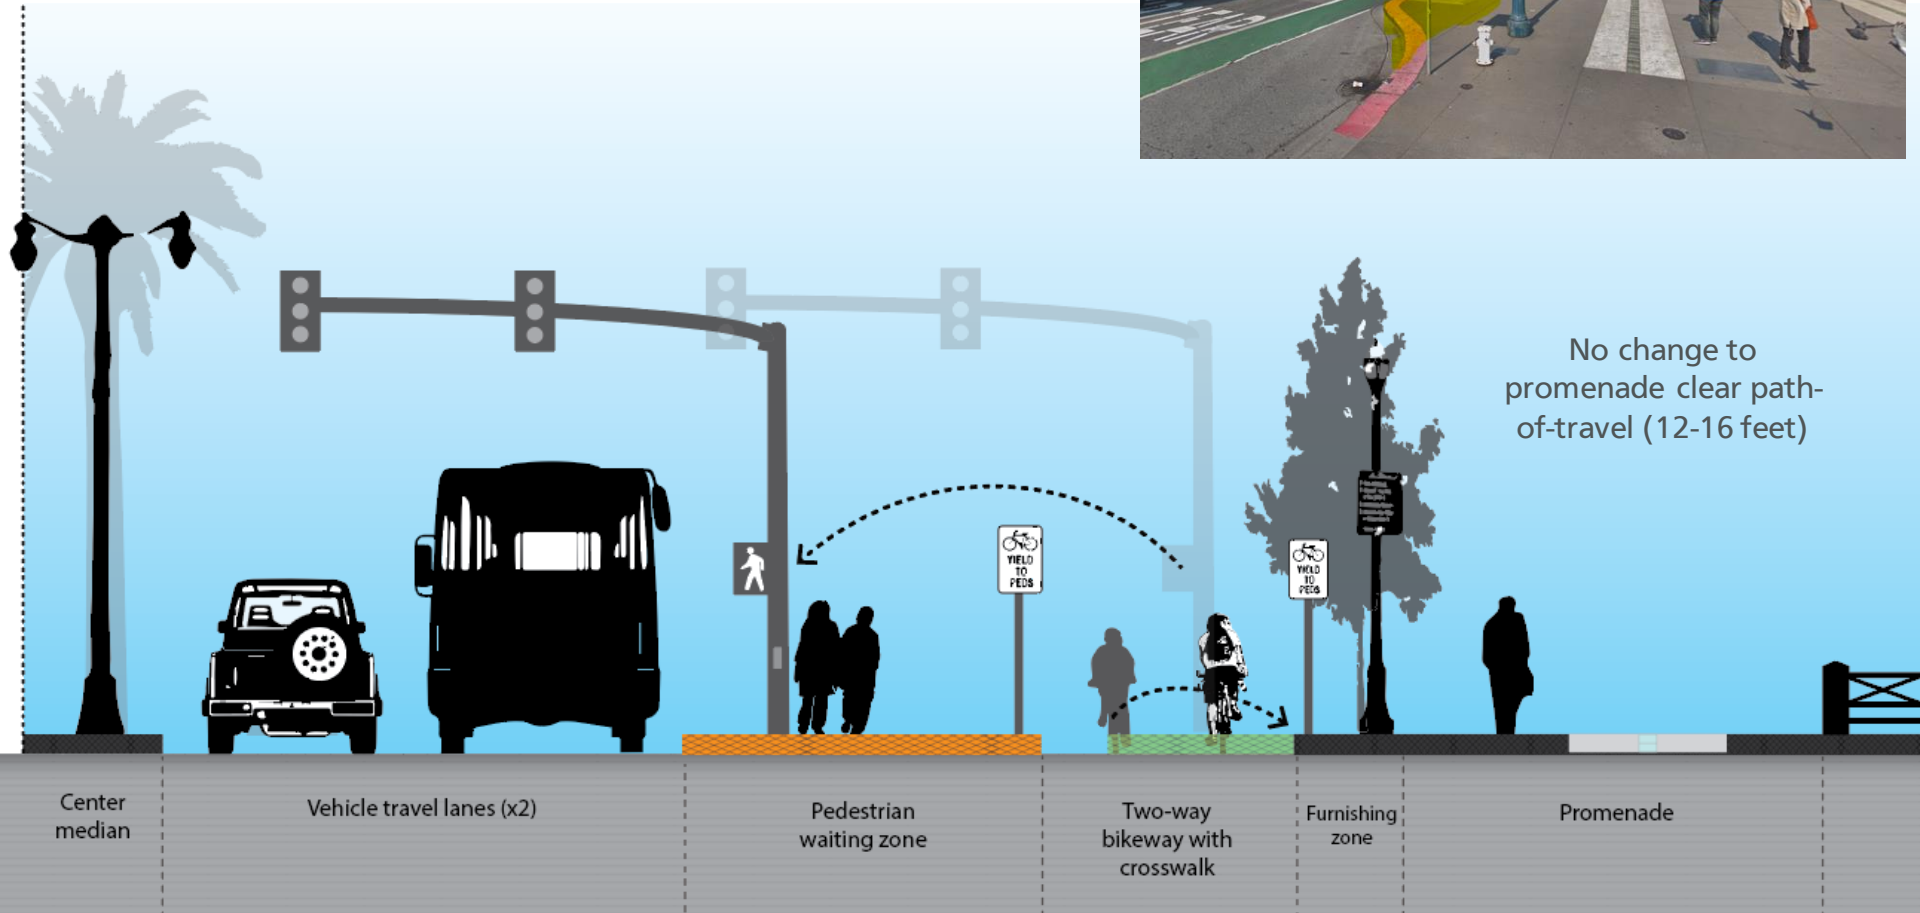 No change to
promenade clear path-
of-travel (12-16 feet)
YIELD
TO
PEDS
YIELD
TO
PEDS
Center
median
Vehicle travel lanes (x2)
Pedestrian
waiting zone
Two-way
bikeway with
crosswalk
Furnishing
zone
Promenade